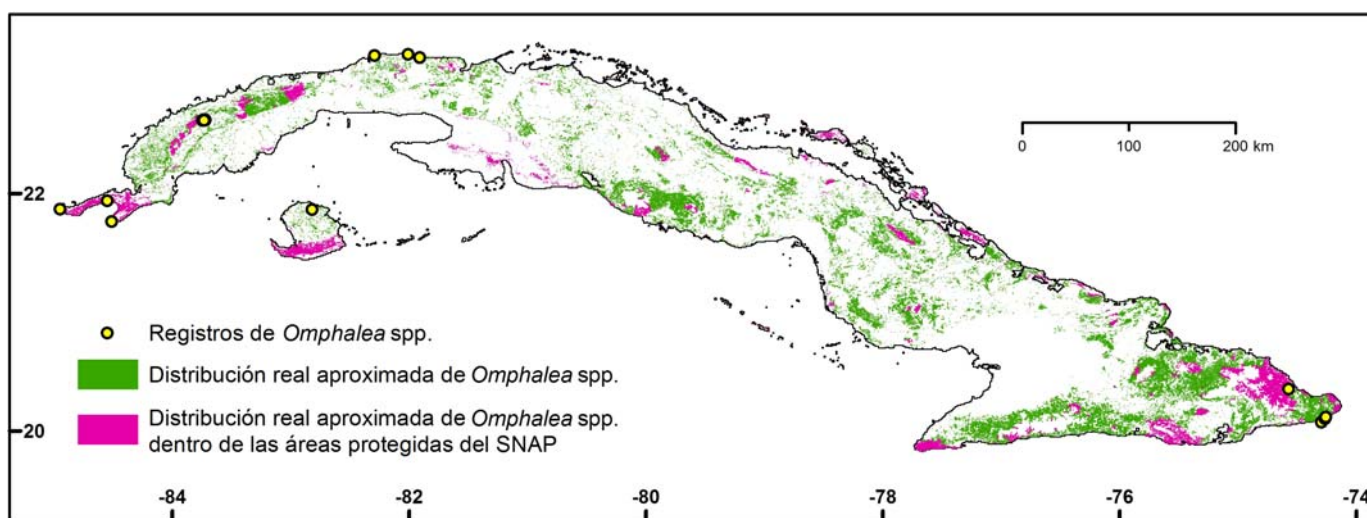 0 100 200 km
22
Registros de Omphalea spp.
Distribución real aproximada de Omphalea spp.
Distribución real aproximada de Omphalea spp.
dentro de las áreas protegidas del SNAP
20
-84 -82 -80 -78 -76 -74